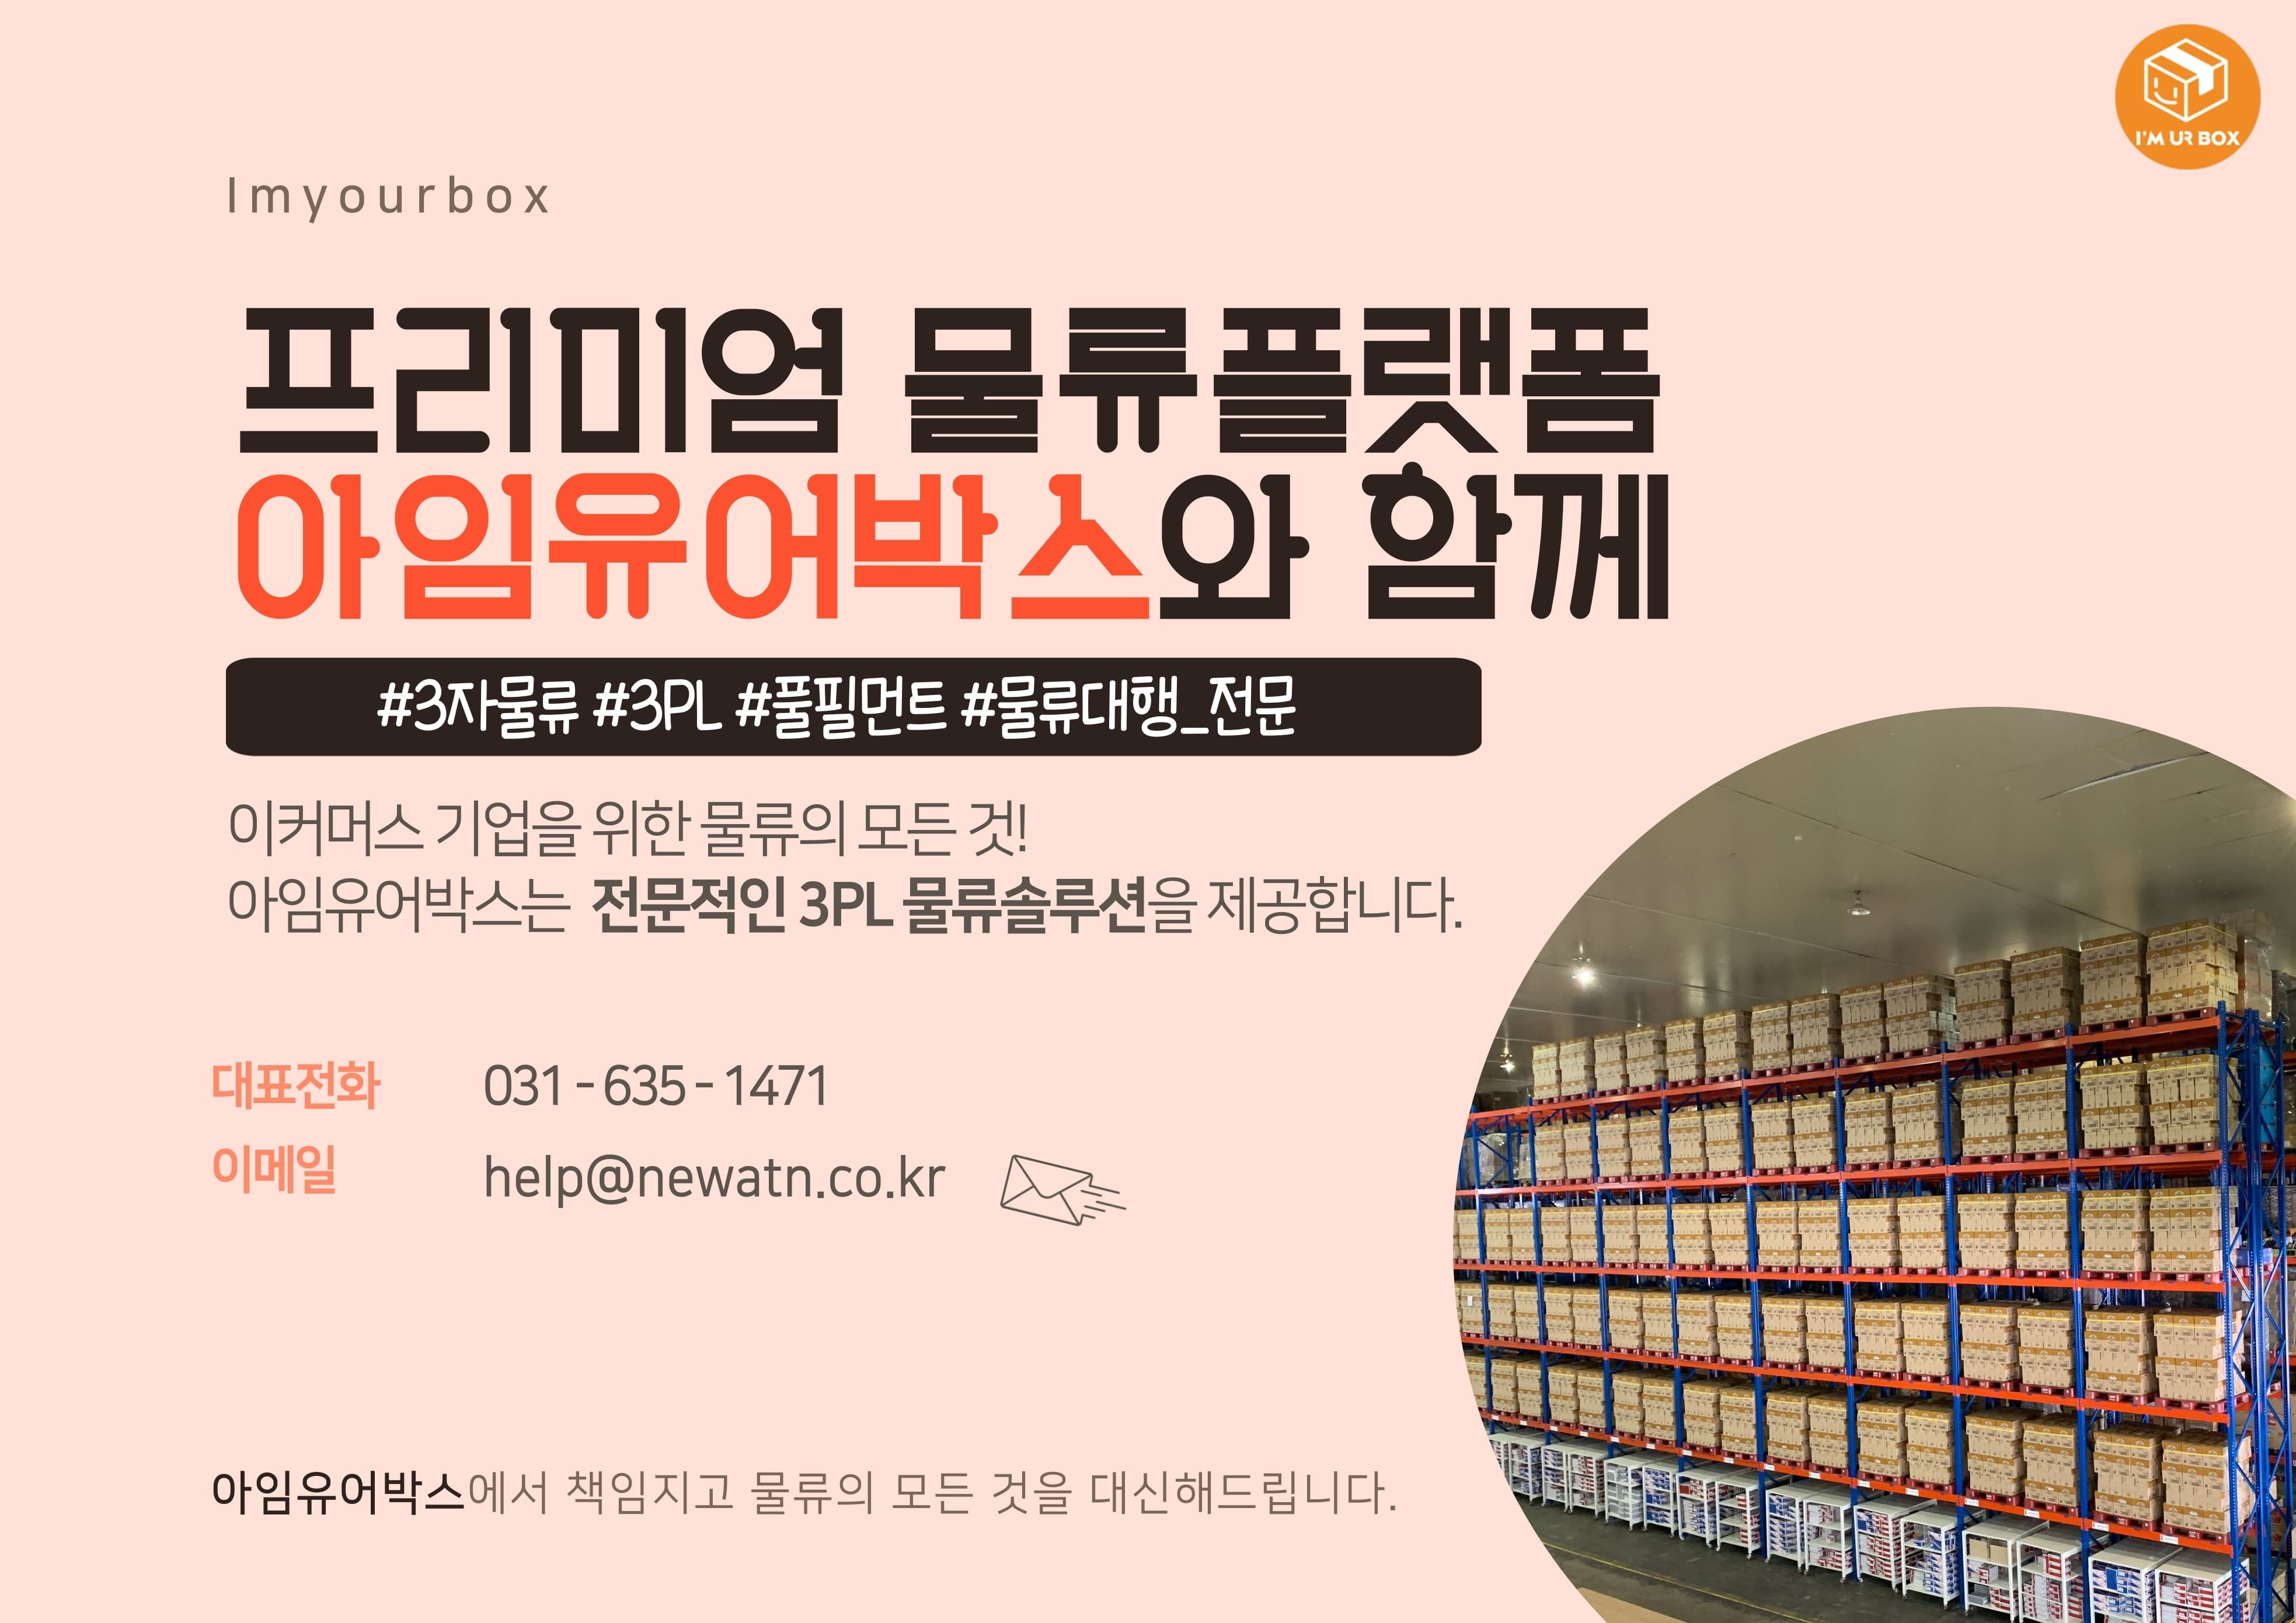 I'M UR BOX
Imyourbox
프리미엄 물류플랫폼
아임유어박스와 함께
#3자물류 #3PL #풀필먼트 #물류대행_전문
이커머스 기업을 위한 물류의 모든 것!
아임유어박스는 전문적인 3PL 물류솔루션을 제공합니다.
대표전화 031-635-1471
이메일 help@newatn.co.kr
아임유어박스에서 책임지고 물류의 모든 것을 대신해드립니다.